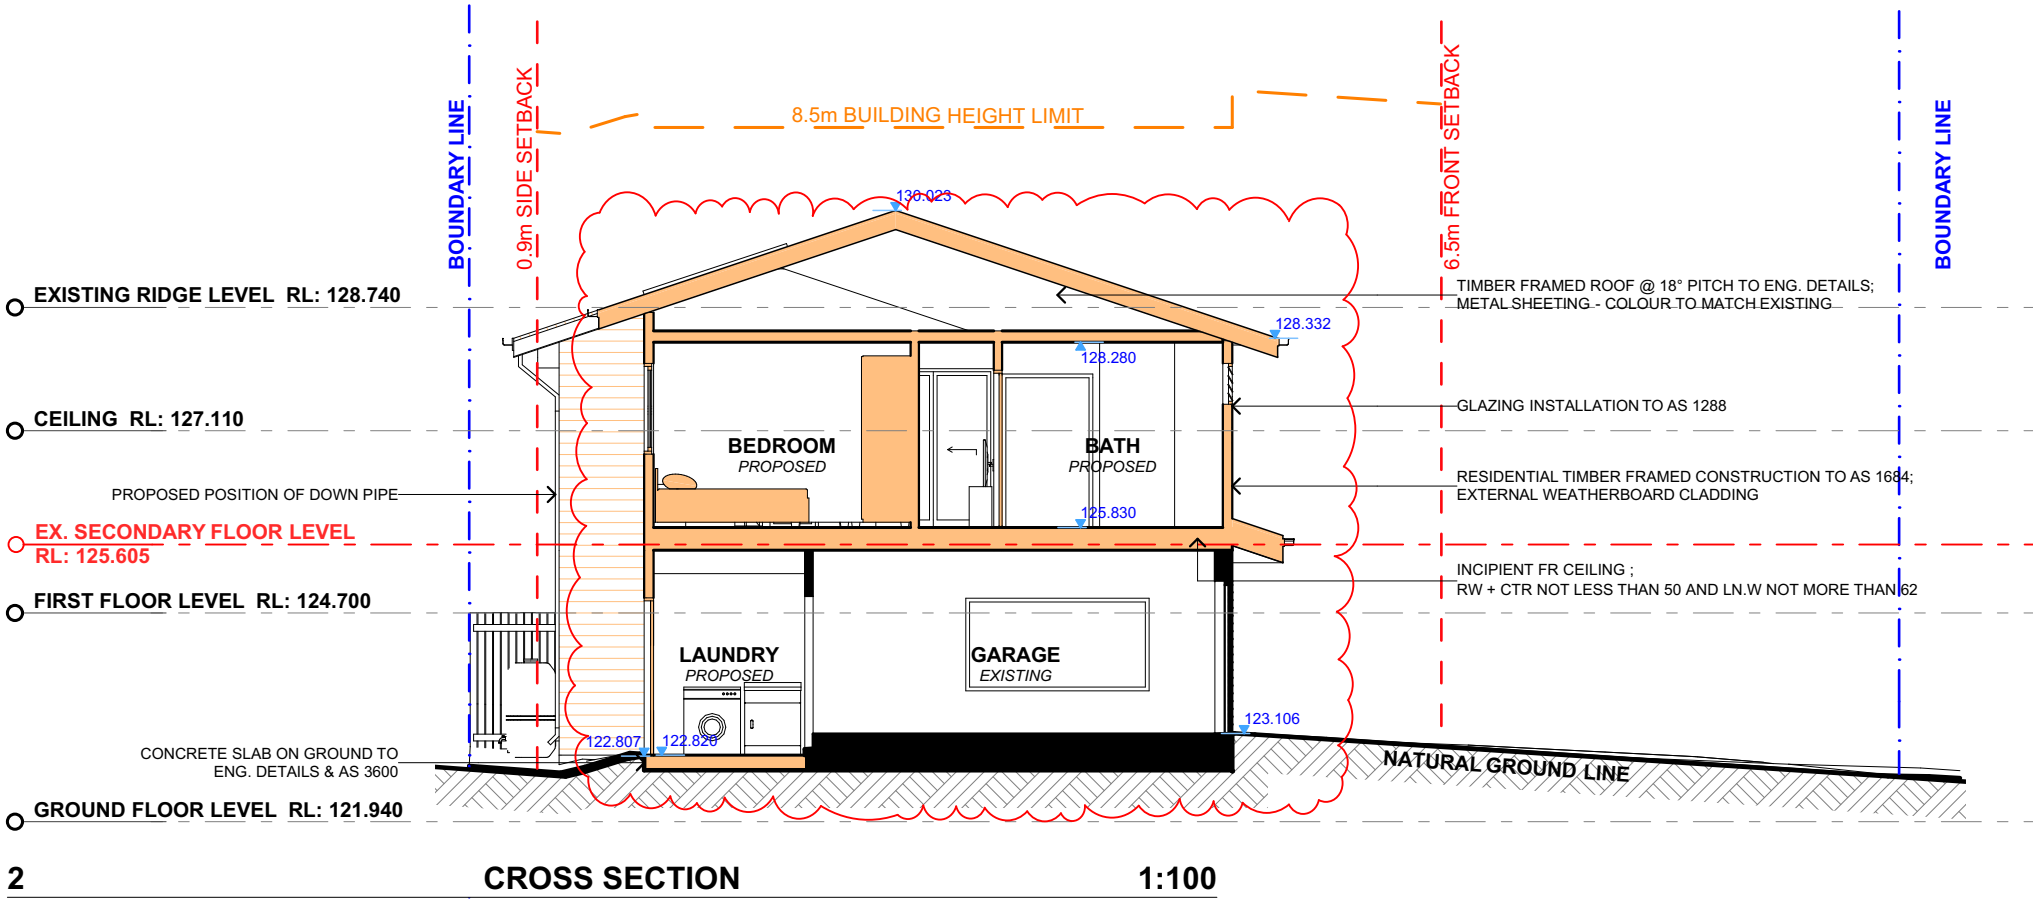 8.5m BUILDING HEIGHT LIMIT
BOUNDARY LINE
0.9m SIDE SETBACK
6.5m FRONT SETBACK
BOUNDARY LINE
130.023
EXISTING RIDGE LEVEL RL: 128.740
TIMBER FRAMED ROOF @ 18° PITCH TO ENG. DETAILS;
METAL SHEETING - COLOUR TO MATCH EXISTING
128.332
128.280
CEILING RL: 127.110
GLAZING INSTALLATION TO AS 1288
BEDROOM
PROPOSED
BATH
PROPOSED
PROPOSED POSITION OF DOWN PIPE
RESIDENTIAL TIMBER FRAMED CONSTRUCTION TO AS 1684;
EXTERNAL WEATHERBOARD CLADDING
125.830
EX. SECONDARY FLOOR LEVEL
RL: 125.605
INCIPIENT FR CEILING ;
RW + CTR NOT LESS THAN 50 AND LN.W NOT MORE THAN 62
FIRST FLOOR LEVEL RL: 124.700
LAUNDRY
PROPOSED
GARAGE
EXISTING
123.106
122.807
122.820
CONCRETE SLAB ON GROUND TO
ENG. DETAILS & AS 3600
NATURAL GROUND LINE
GROUND FLOOR LEVEL RL: 121.940
2 CROSS SECTION 1:100